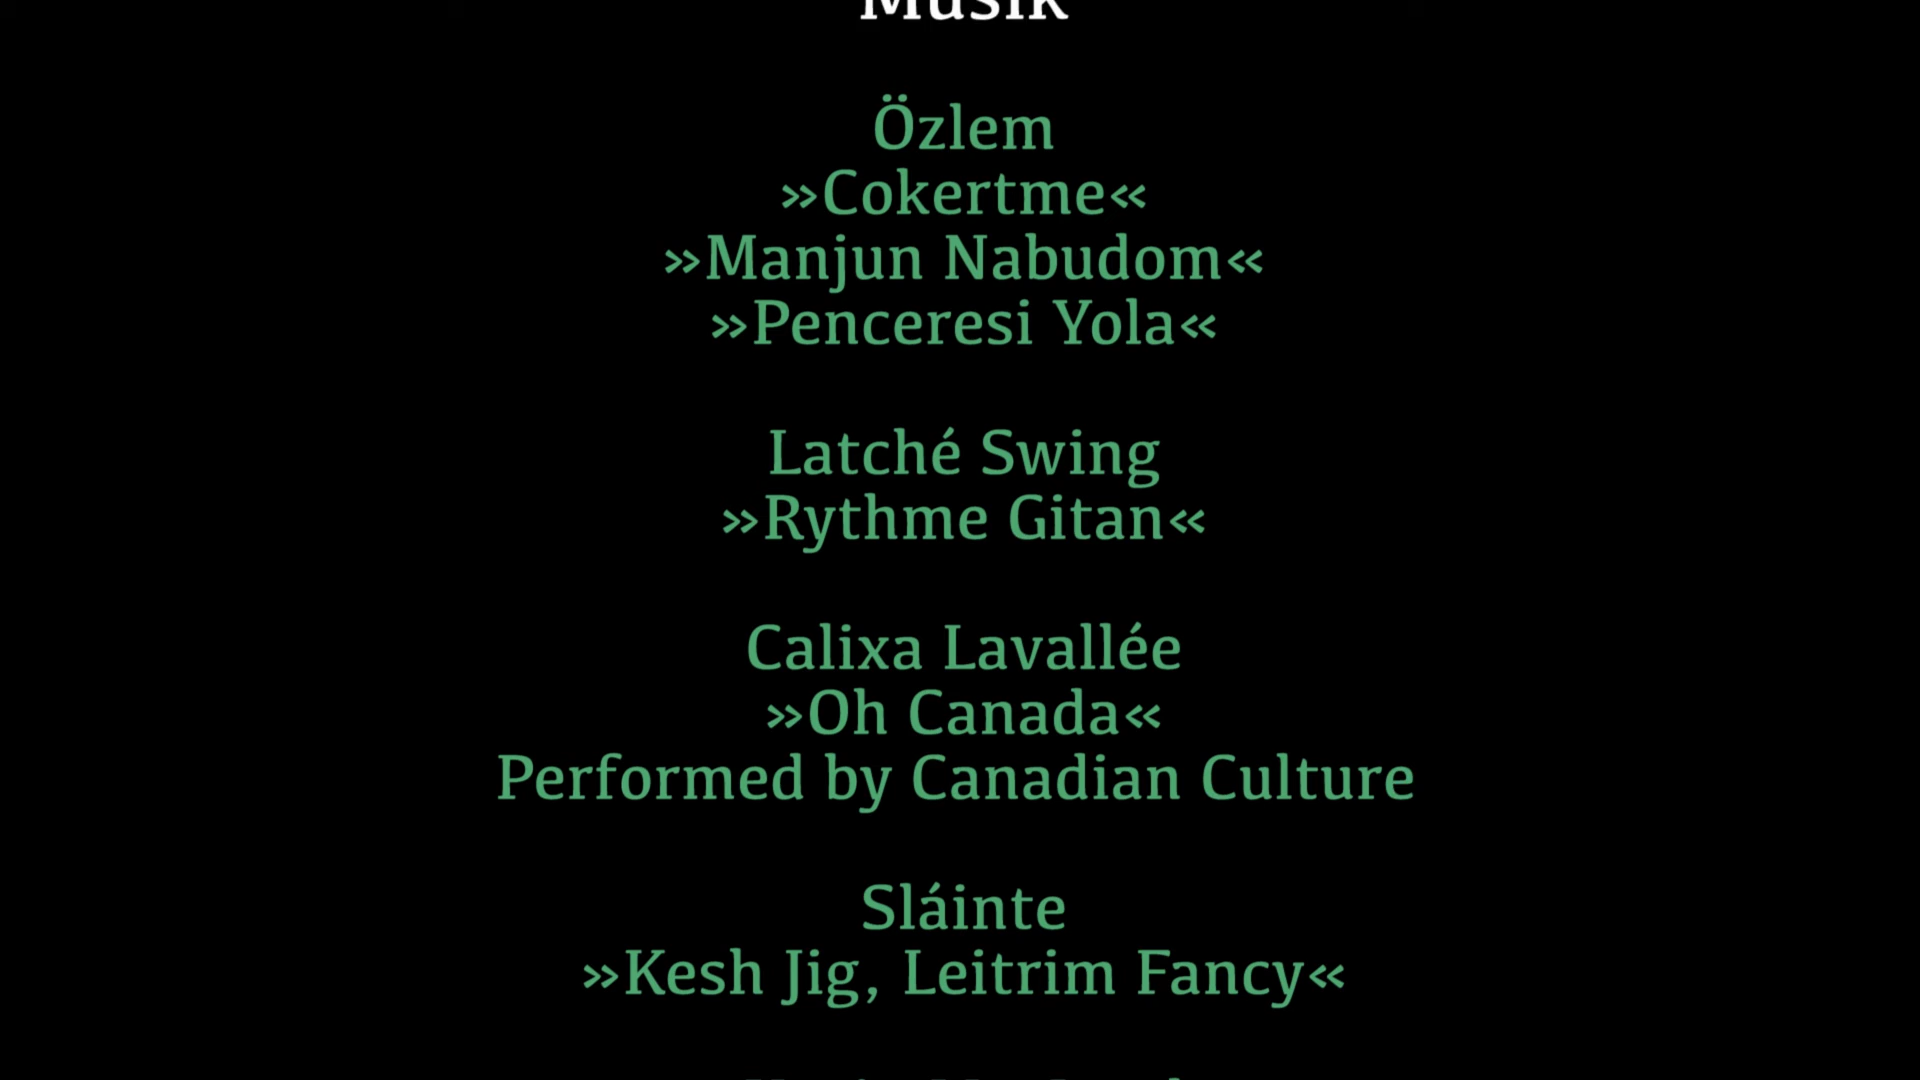 Musik
Özlem
»Cokertme«
»Manjun Nabudom«
»Penceresi Yola«
Latché Swing
»Rythme Gitan«
Calixa Lavallée
»Oh Canada«
Performed by Canadian Culture
Sláinte
»Kesh Jig, Leitrim Fancy«